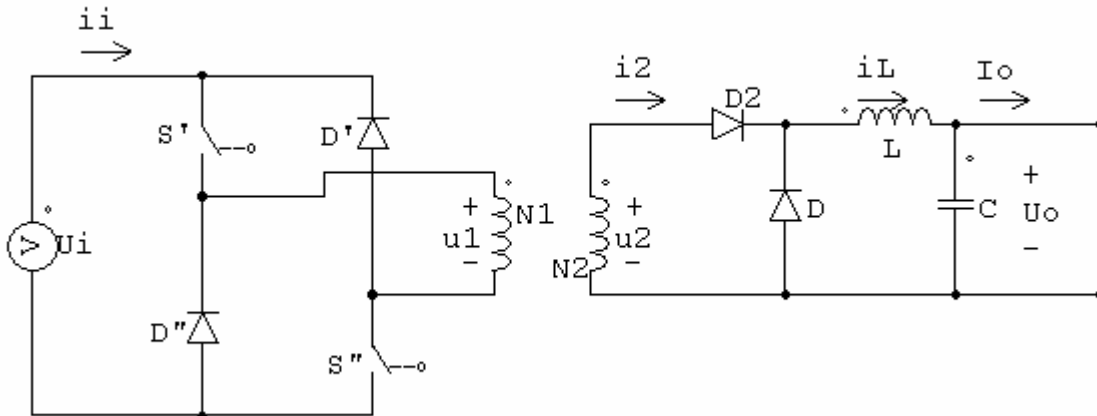 ii
i2
iL
Io
D2
S'
D'
L
N1
+
u1
-
+
u2
-
N2
D
C
+
Uo
-
V
Ui
D"
S"